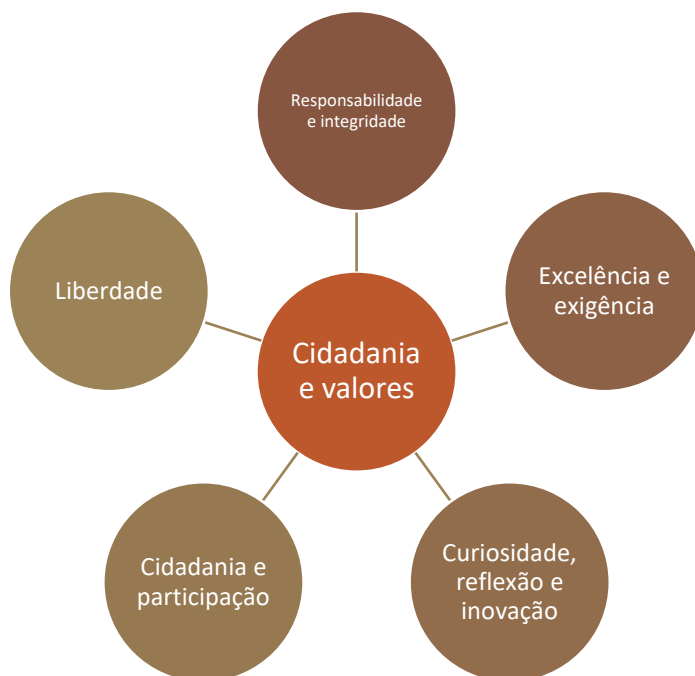 Responsabilidade
e integridade
Liberdade
Excelência e
exigência
Cidadania
e valores
Cidadania e
participação
Curiosidade,
reflexão e
inovação